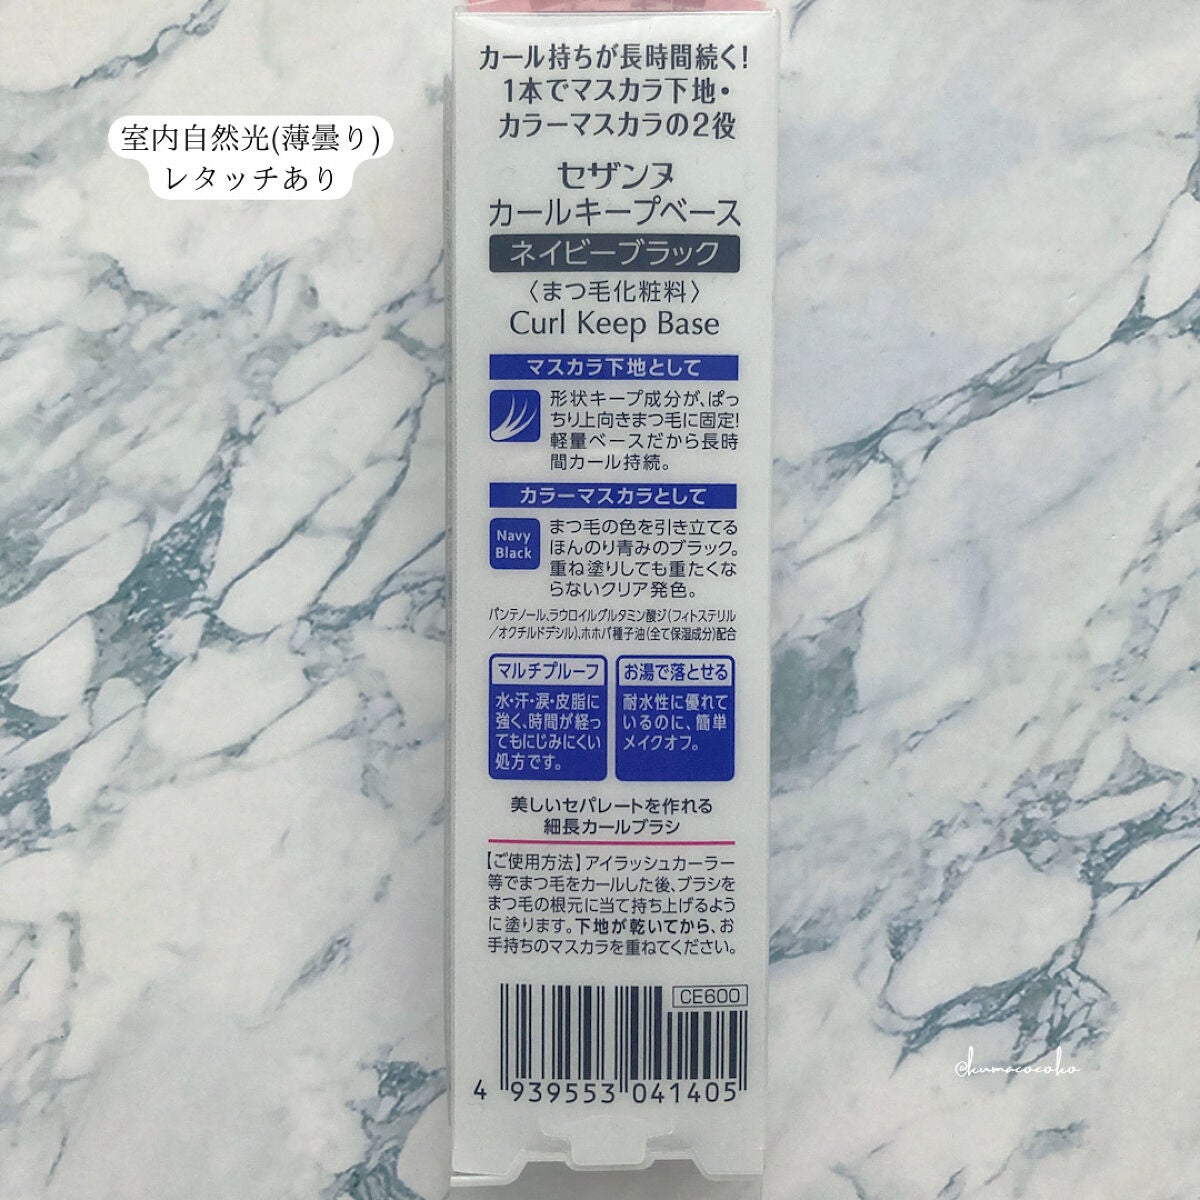 室内自然光(薄曇り)
レタッチあり
カール持ちが長時間続く!
1本でマスカラ下地・
カラーマスカラの2役
セザンヌ
カールキープベース
ネイビーブラック
〈まつ毛化粧料〉
Curl Keep Base
マスカラ下地として
形状キープ成分が、ぱっ
ちり上向きまつ毛に固定!
軽量ベースだから長時
間カール持続。
カラーマスカラとして
Navy
Black
まつ毛の色を引き立てる
ほんのり青みのブラック。
重ね塗りしても重たくな
らないクリア発色。
パンテノール、ラウロイルグルタミン酸ジ(フィトステリル
/オクチルドデシル)、ホホバ種子油(全て保湿成分)配合
マルチプルーフ
水・汗・涙・皮脂に
強く、時間が経っ
てもにじみにくい
処方です。
お湯で落とせる
耐水性に優れて
いるのに、簡単
メイクオフ。
美しいセパレートを作れる
細長カールブラシ
【ご使用方法】アイラッシュカーラー
等でまつ毛をカールした後、ブラシを
まつ毛の根元に当て持ち上げるよう
に塗ります。下地が乾いてから、お
手持ちのマスカラを重ねてください。
CE600
4 939553 041405
@kumacocoko